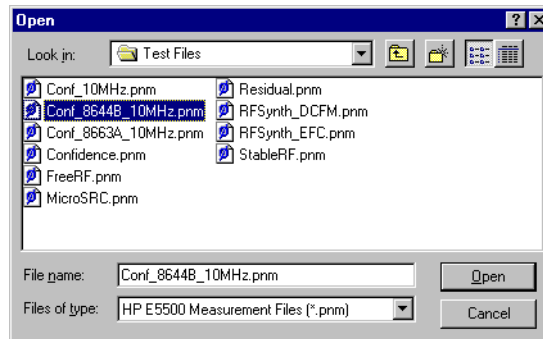 Open
Look in: Test Files
Conf_10MHz.pnm
Conf_8644B_10MHz.pnm
Conf_8663A_10MHz.pnm
Confidence.pnm
FreeRF.pnm
MicroSRC.pnm
Residual.pnm
RFSynth_DCFM.pnm
RFSynth_EFC.pnm
StableRF.pnm
File name: Conf_8644B_10MHz.pnm
Open
Files of type: HP E5500 Measurement Files (*.pnm)
Cancel